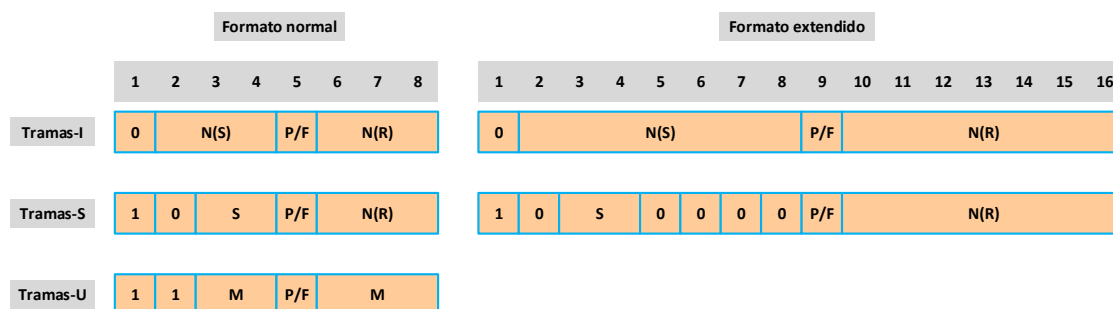 Formato normal Formato extendido
1 2 3 4 5 6 7 8 1 2 3 4 5 6 7 8 9 10 11 12 13 14 15 16
Tramas-I 0 N(S) P/F N(R) 0 N(S) P/F N(R)
Tramas-S 1 0 S P/F N(R) 1 0 S 0 0 0 0 P/F N(R)
Tramas-U 1 1 M P/F M